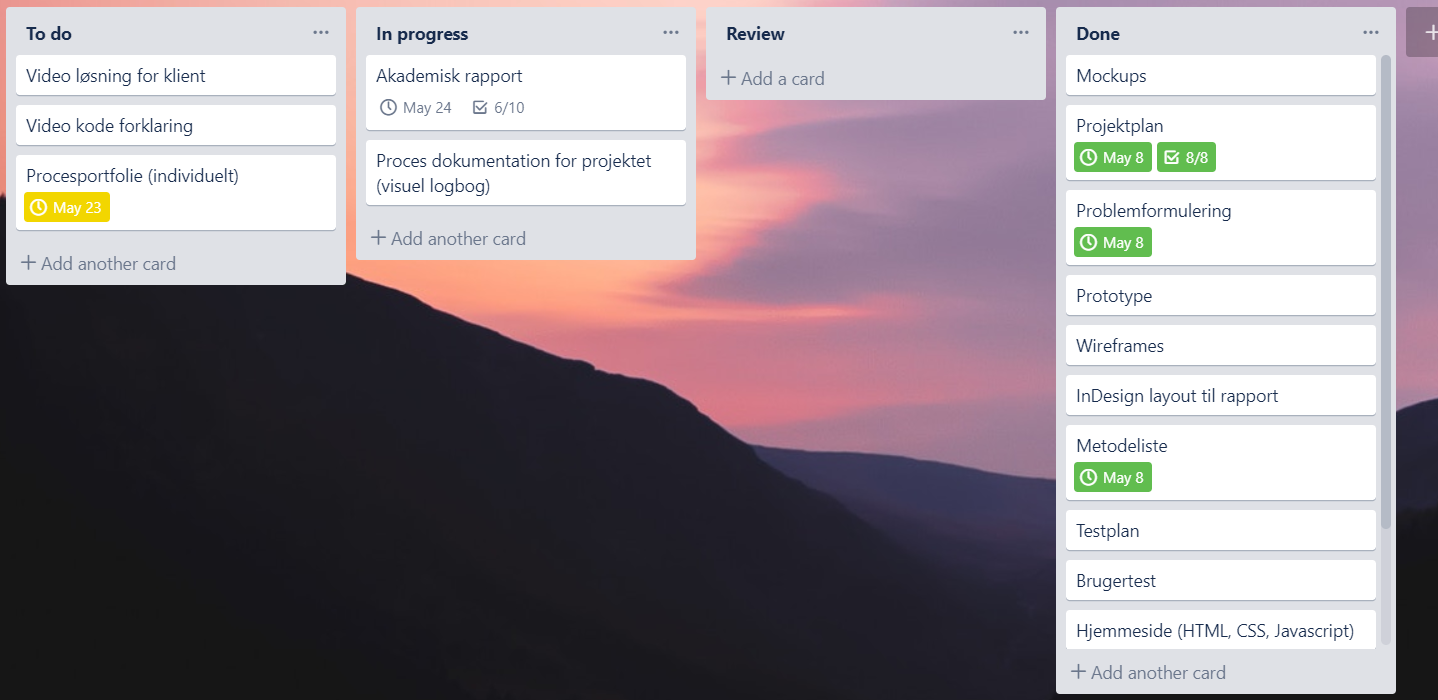 To do
Video løsning for klient
Video kode forklaring
Procesportfolie (individuelt)
May 23
Add another card
In progress
Akademisk rapport
May 24 6/10
Proces dokumentation for projektet
(visuel logbog)
Add another card
Review
Add a card
Done
Mockups
Projektplan
May 8 8/8
Problemformulering
May 8
Prototype
Wireframes
InDesign layout til rapport
Metodeliste
May 8
Testplan
Brugertest
Hjemmeside (HTML, CSS, Javascript)
Add another card